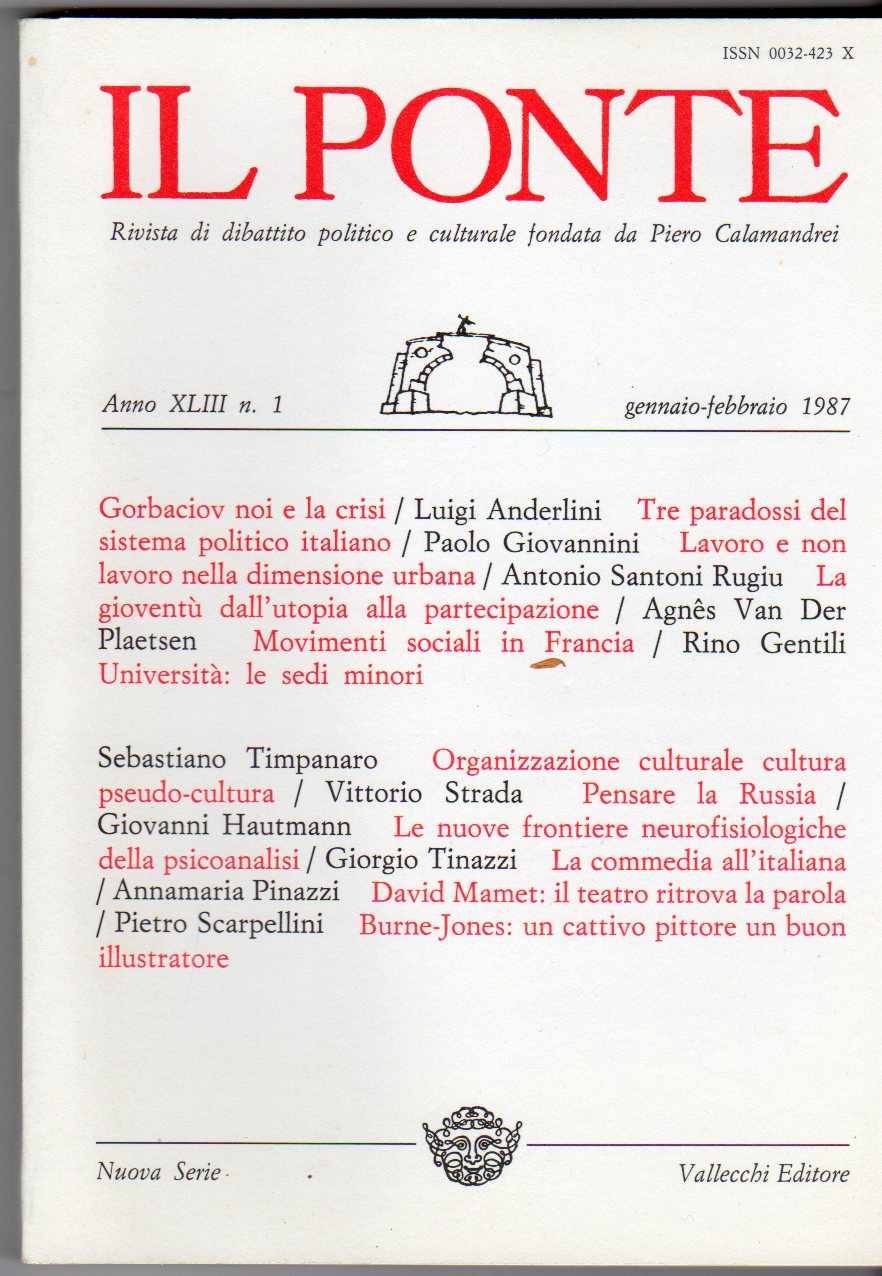 ISSN 0032-423 X
IL PONTE
Rivista di dibattito politico e culturale fondata da Piero Calamandrei
Anno XLIII n. 1
gennaio-febbraio 1987
Gorbaciov noi e la crisi / Luigi Anderlini Tre paradossi del
sistema politico italiano / Paolo Giovannini Lavoro e non
lavoro nella dimensione urbana / Antonio Santoni Rugiu La
gioventù dall'utopia alla partecipazione / Agnês Van Der
Plaetsen Movimenti sociali in Francia / Rino Gentili
Università: le sedi minori
Sebastiano Timpanaro Organizzazione culturale cultura
pseudo-cultura / Vittorio Strada Pensare la Russia /
Giovanni Hautmann Le nuove frontiere neurofisiologiche
della psicoanalisi / Giorgio Tinazzi La commedia all'italiana
/ Annamaria Pinazzi David Mamet: il teatro ritrova la parola
/ Pietro Scarpellini Burne-Jones: un cattivo pittore un buon
illustratore
Nuova Serie
Vallecchi Editore